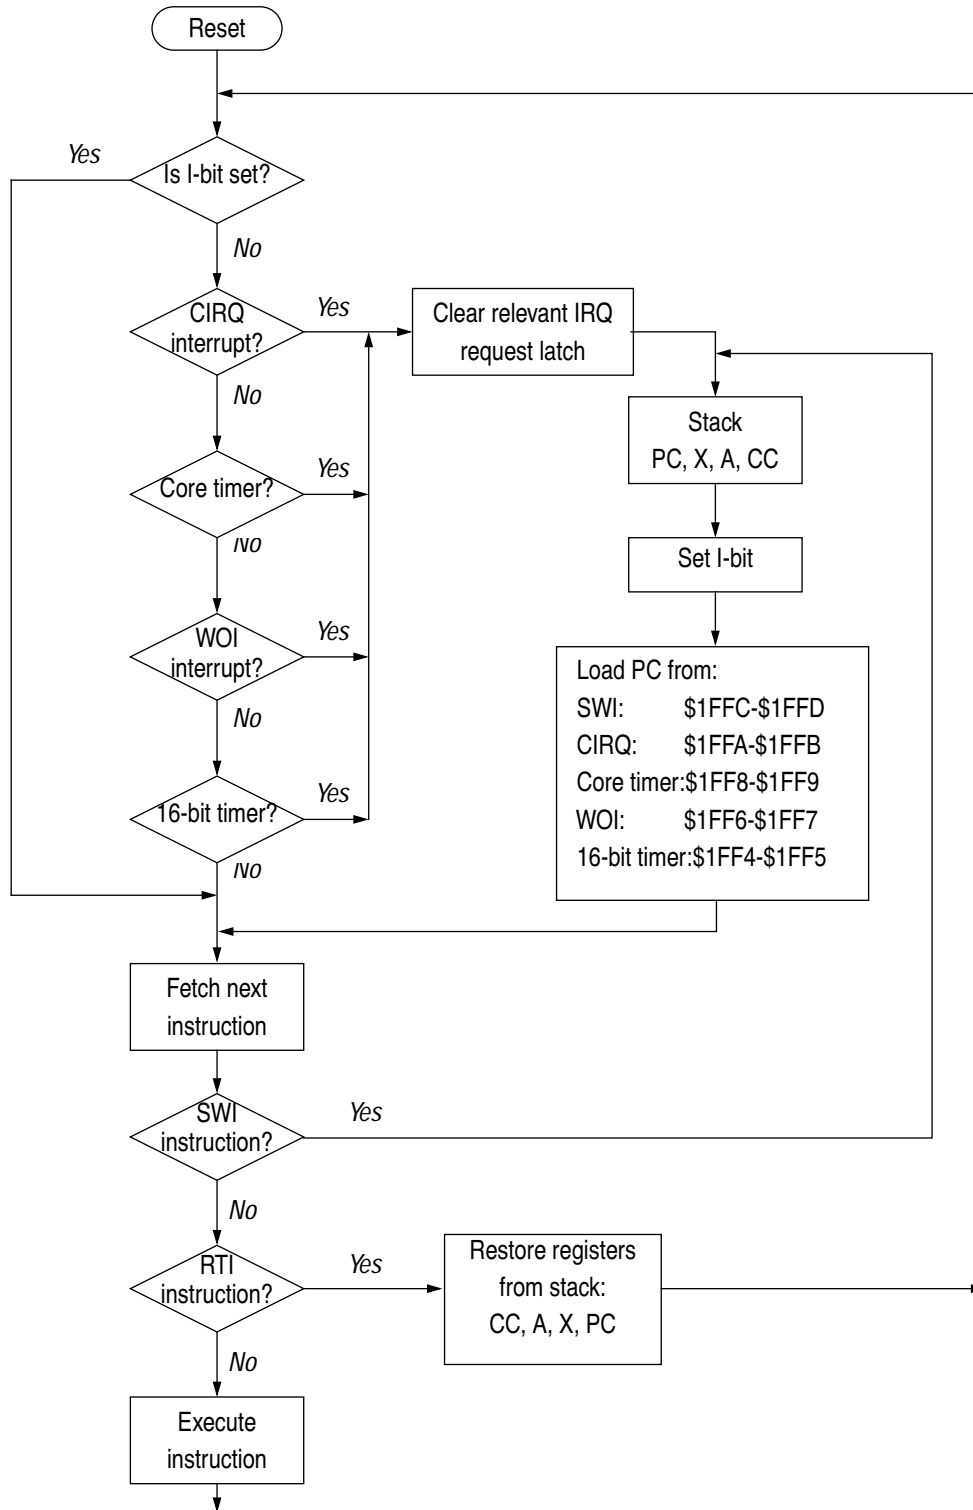 Reset
Yes
Is I-bit set?
No
CIRQ
interrupt?
Yes
Clear relevant IRQ
request latch
No
Stack
PC, X, A, CC
Core timer?
Yes
No
Set I-bit
WOI
interrupt?
Yes
No
Load PC from:
SWI: $1FFC-$1FFD
CIRQ: $1FFA-$1FFB
Core timer:$1FF8-$1FF9
WOI: $1FF6-$1FF7
16-bit timer:$1FF4-$1FF5
16-bit timer?
Yes
No
Fetch next
instruction
SWI
instruction?
Yes
No
RTI
instruction?
Yes
Restore registers
from stack:
CC, A, X, PC
No
Execute
instruction